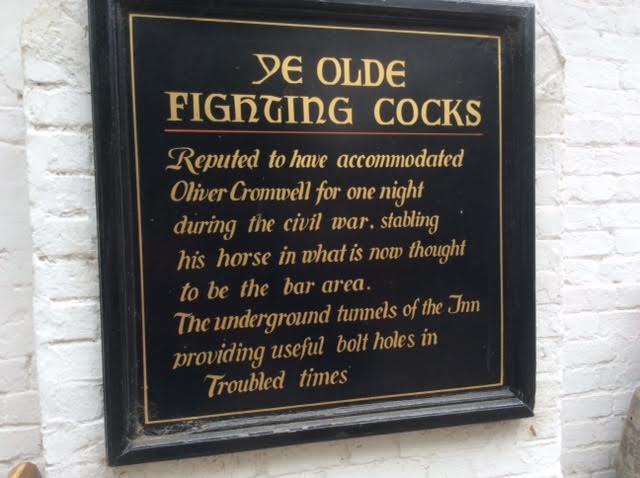 YE OLDE
FIGHTING COCKS
Reputed to have accommodated
Oliver Cromwell for one night
during the civil war. stabling
his horse in what is now thought
to be the bar area.
The underground tunnels of the Inn
providing useful bolt holes in
Troubled times